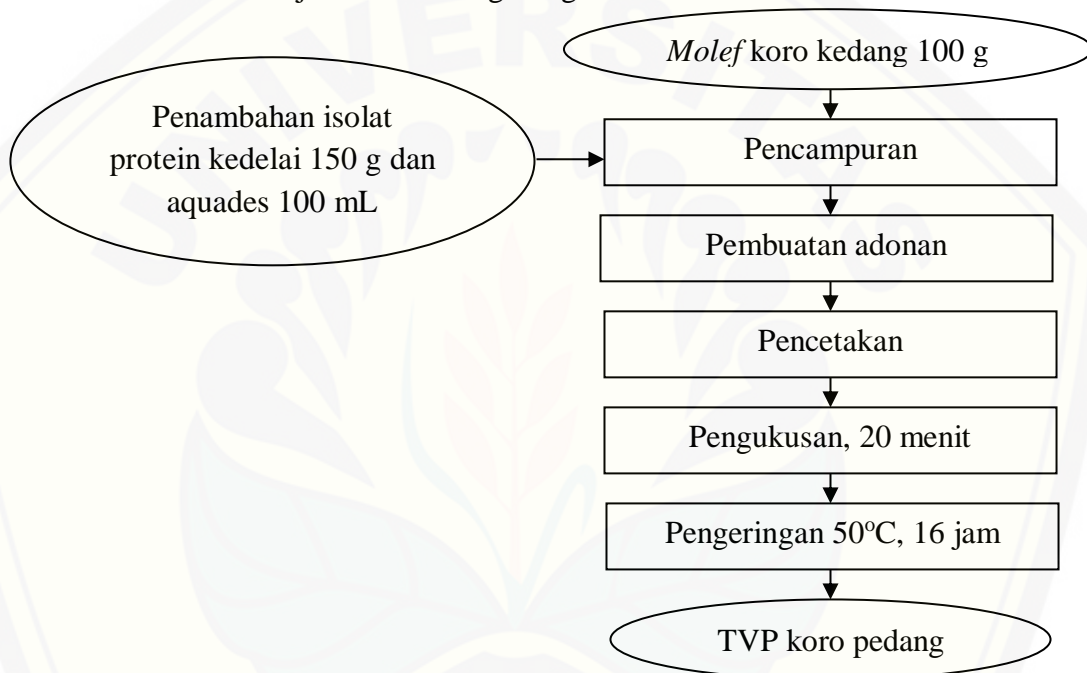 Molef koro kedang 100 g
Penambahan isolat
protein kedelai 150 g dan
aquades 100 mL
Pencampuran
Pembuatan adonan
Pencetakan
Pengukusan, 20 menit
Pengeringan 50°C, 16 jam
TVP koro pedang
UNIVERSITAS